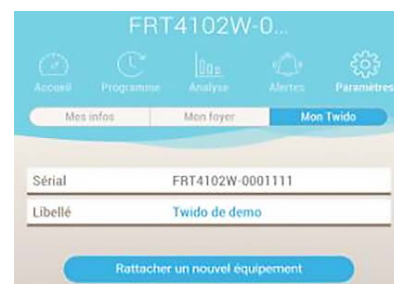 FRT4102W-0...
Accueil Programme Analyse Alertes Paramètres
Mes infos Mon foyer Mon Twido
Sérial FRT4102W-0001111
Libellé Twido de demo
Rattacher un nouvel équipement